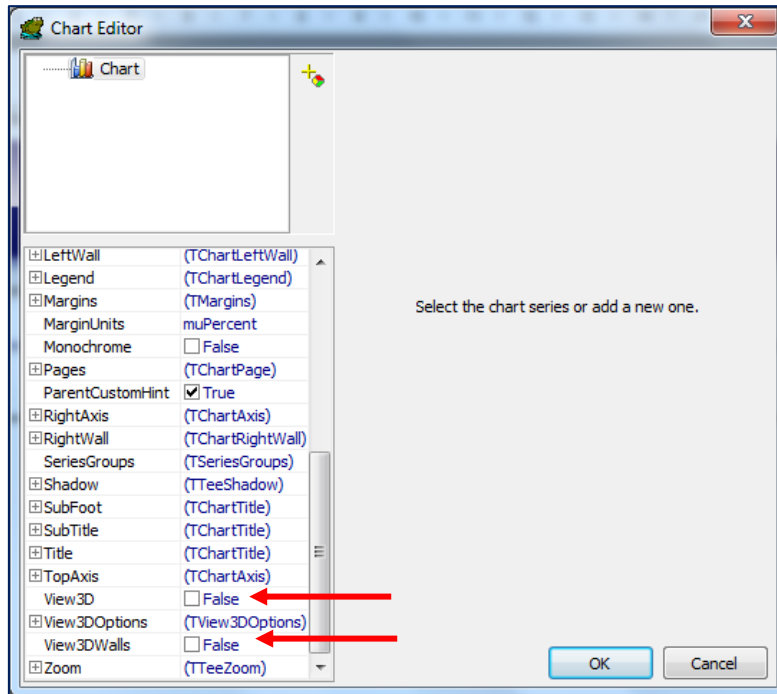 Chart Editor
Chart
LeftWall (TChartLeftWall)
Legend (TChartLegend)
Margins (TMargins)
MarginUnits muPercent
Monochrome False
Pages (TChartPage)
ParentCustomHint True
RightAxis (TChartAxis)
RightWall (TChartRightWall)
SeriesGroups (TSeriesGroups)
Shadow (TTeeShadow)
SubFoot (TChartTitle)
SubTitle (TChartTitle)
Title (TChartTitle)
TopAxis (TChartAxis)
View3D False
View3DOptions (TView3DOptions)
View3DWalls False
Zoom (TTeeZoom)
Select the chart series or add a new one.
OK Cancel